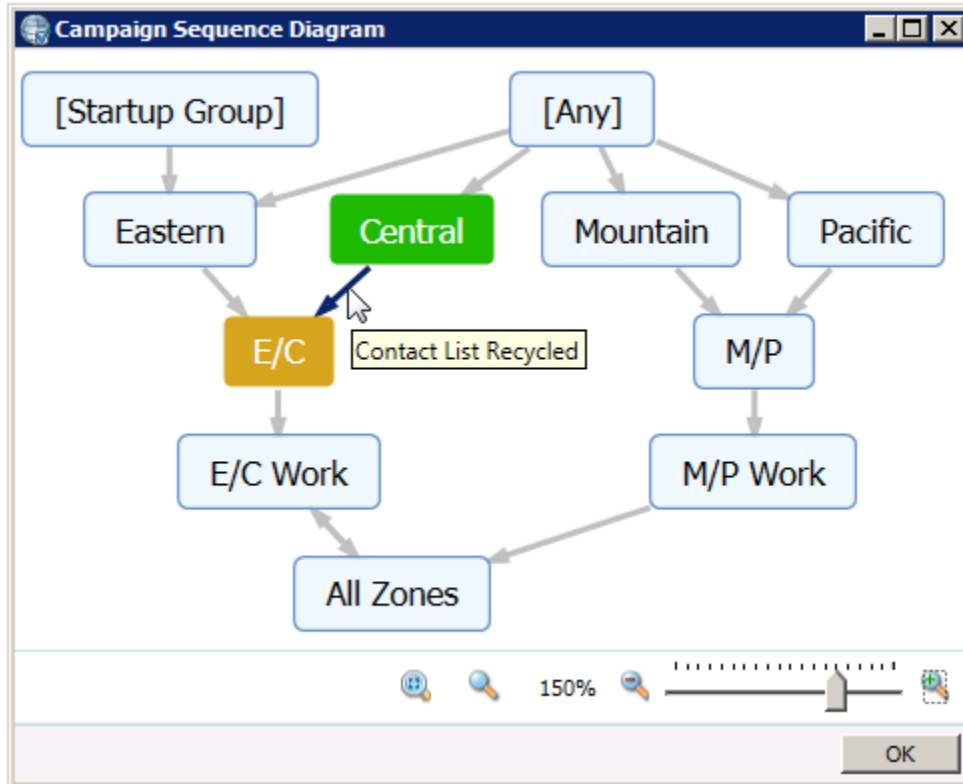 Campaign Sequence Diagram
[Startup Group]
[Any]
Eastern
Central
Mountain
Pacific
E/C
Contact List Recycled
M/P
E/C Work
M/P Work
All Zones
150%
OK